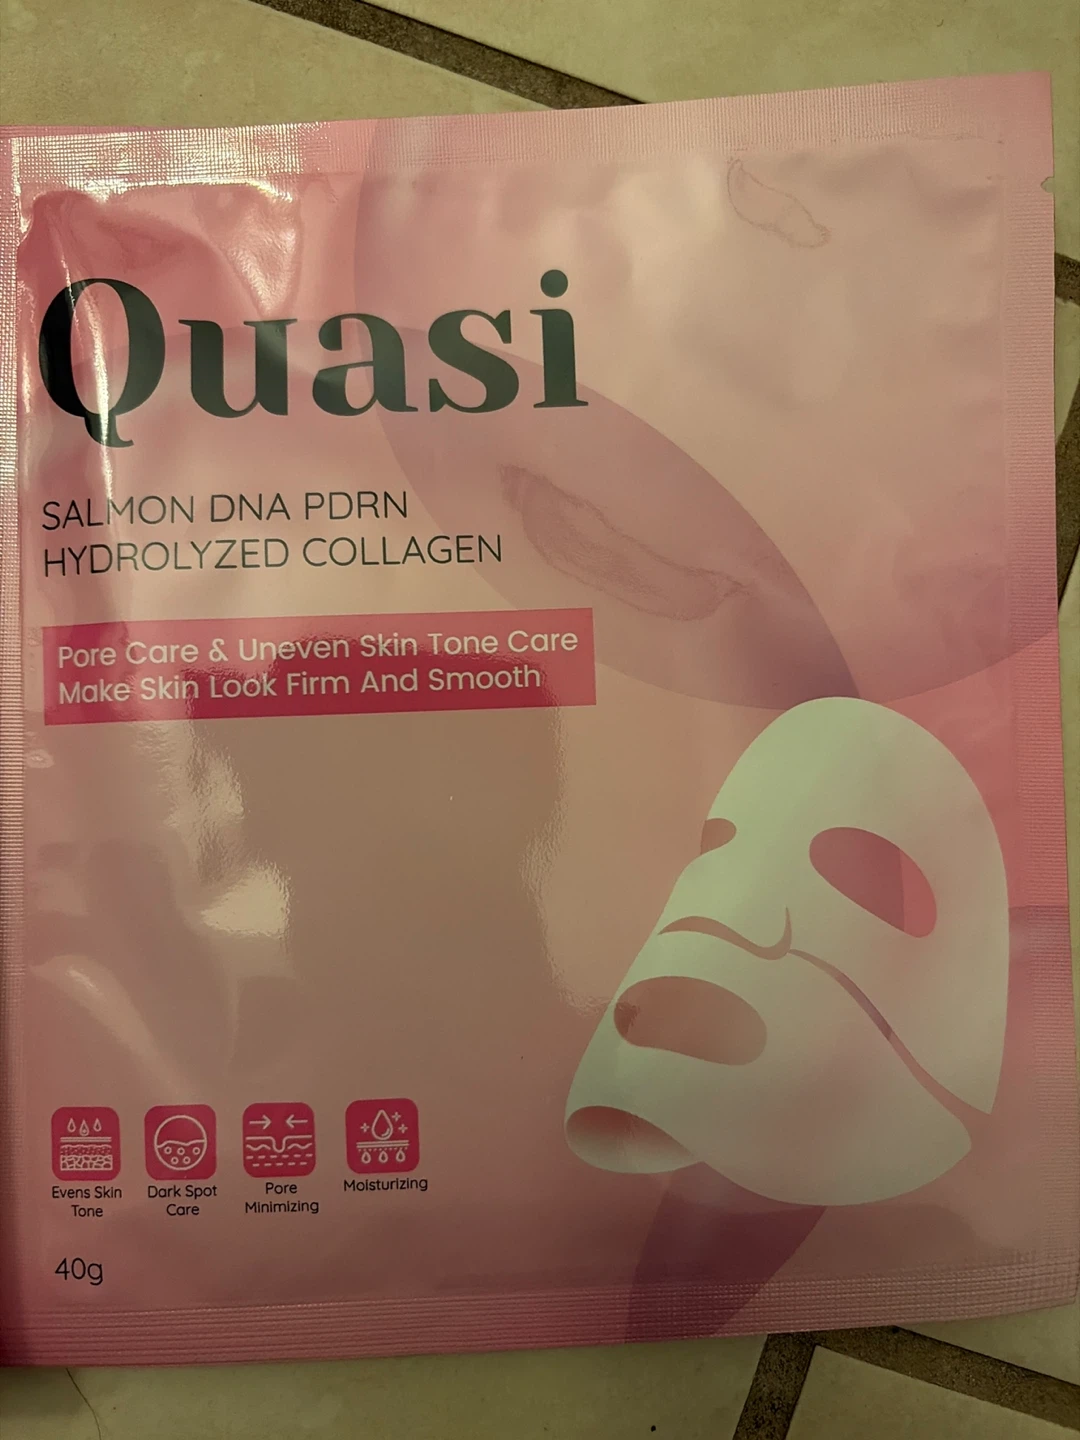 Quasi
SALMON DNA PDRN
HYDROLYZED COLLAGEN
Pore Care & Uneven Skin Tone Care
Make Skin Look Firm And Smooth
Evens Skin
Tone
Dark Spot
Care
Pore
Minimizing
Moisturizing
40g